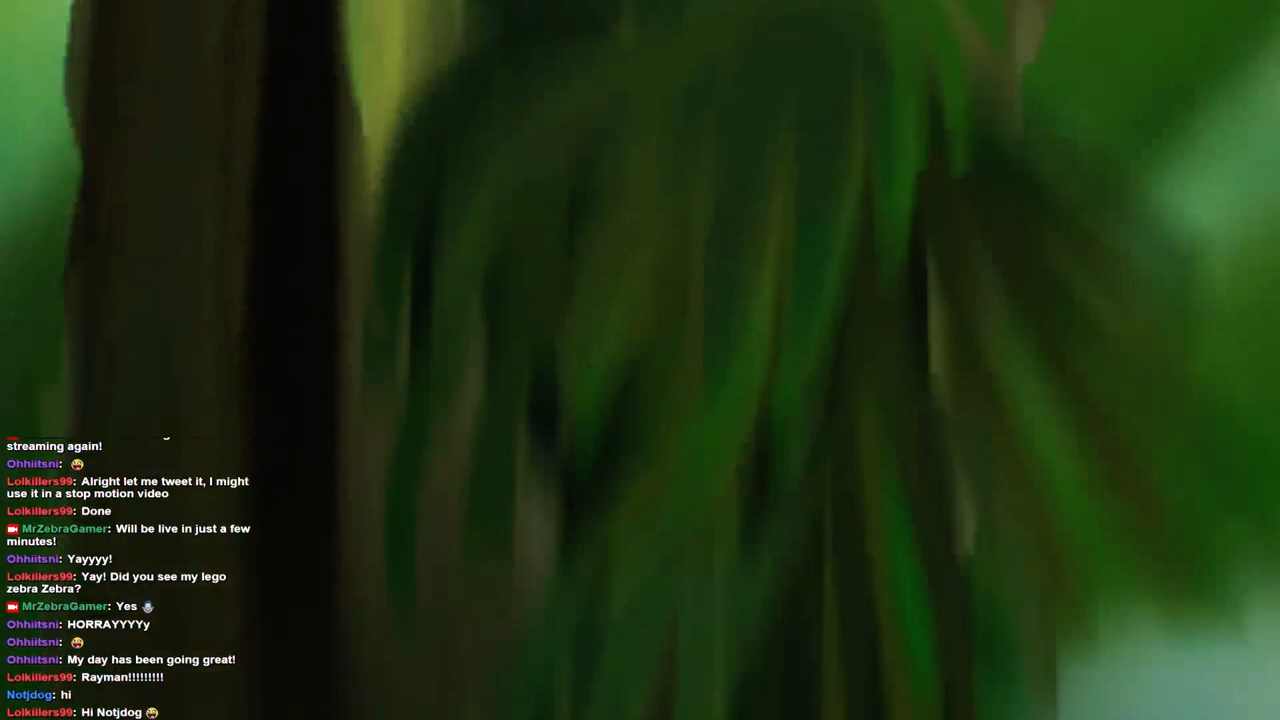 streaming again!
Ohhiitsni:
Lolkillers99: Alright let me tweet it, I might
use it in a stop motion video
Lolkillers99: Done
MrZebraGamer: Will be live in just a few
minutes!
Ohhiitsni: Yayyyy!
Lolkillers99: Yay! Did you see my lego
zebra Zebra?
MrZebraGamer: Yes
Ohhiitsni: HORRAYYYYy
Ohhiitsni:
Ohhiitsni: My day has been going great!
Lolkillers99: Rayman!!!!!!!!!
Notjdog: hi
Lolkillers99: Hi Notjdog